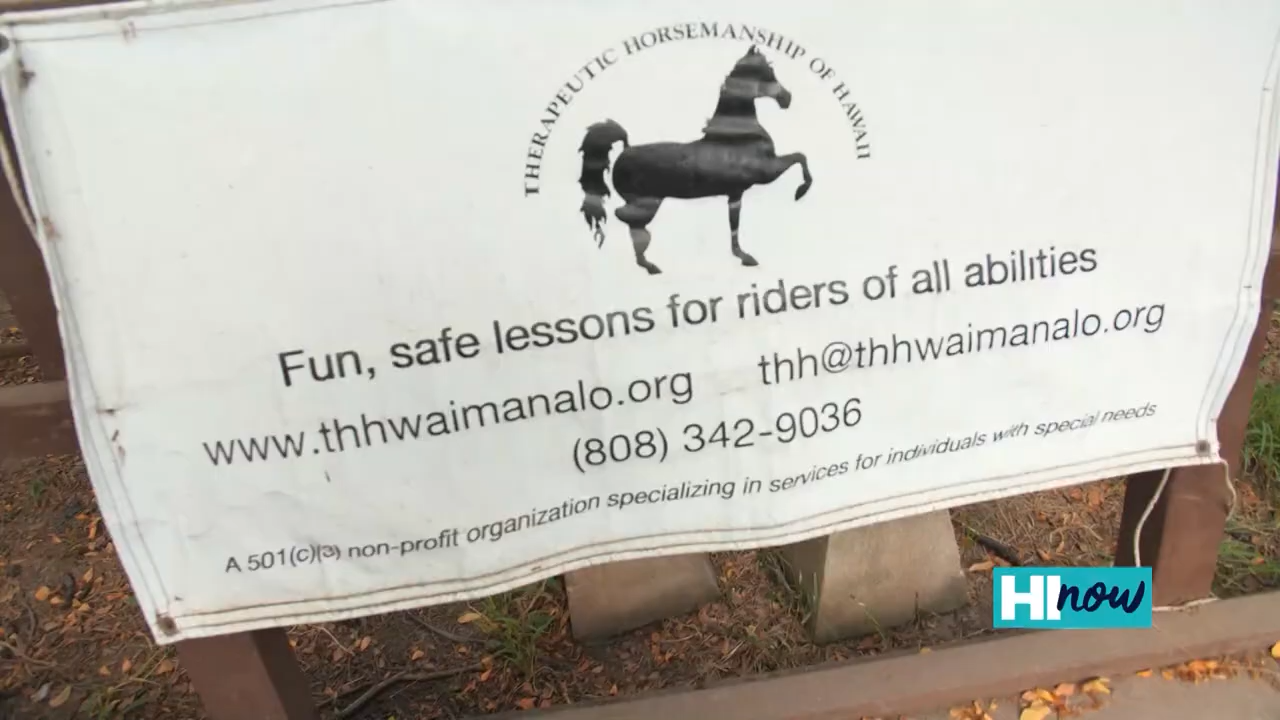 THERAPEUTIC HORSEMANSHIP OF HAWAII
Fun, safe lessons for riders of all abilities
www.thhwaimanalo.org thh@thhwaimanalo.org
(808) 342-9036
A 501(c)(3) non-profit organization specializing in services for individuals with special needs
HI now